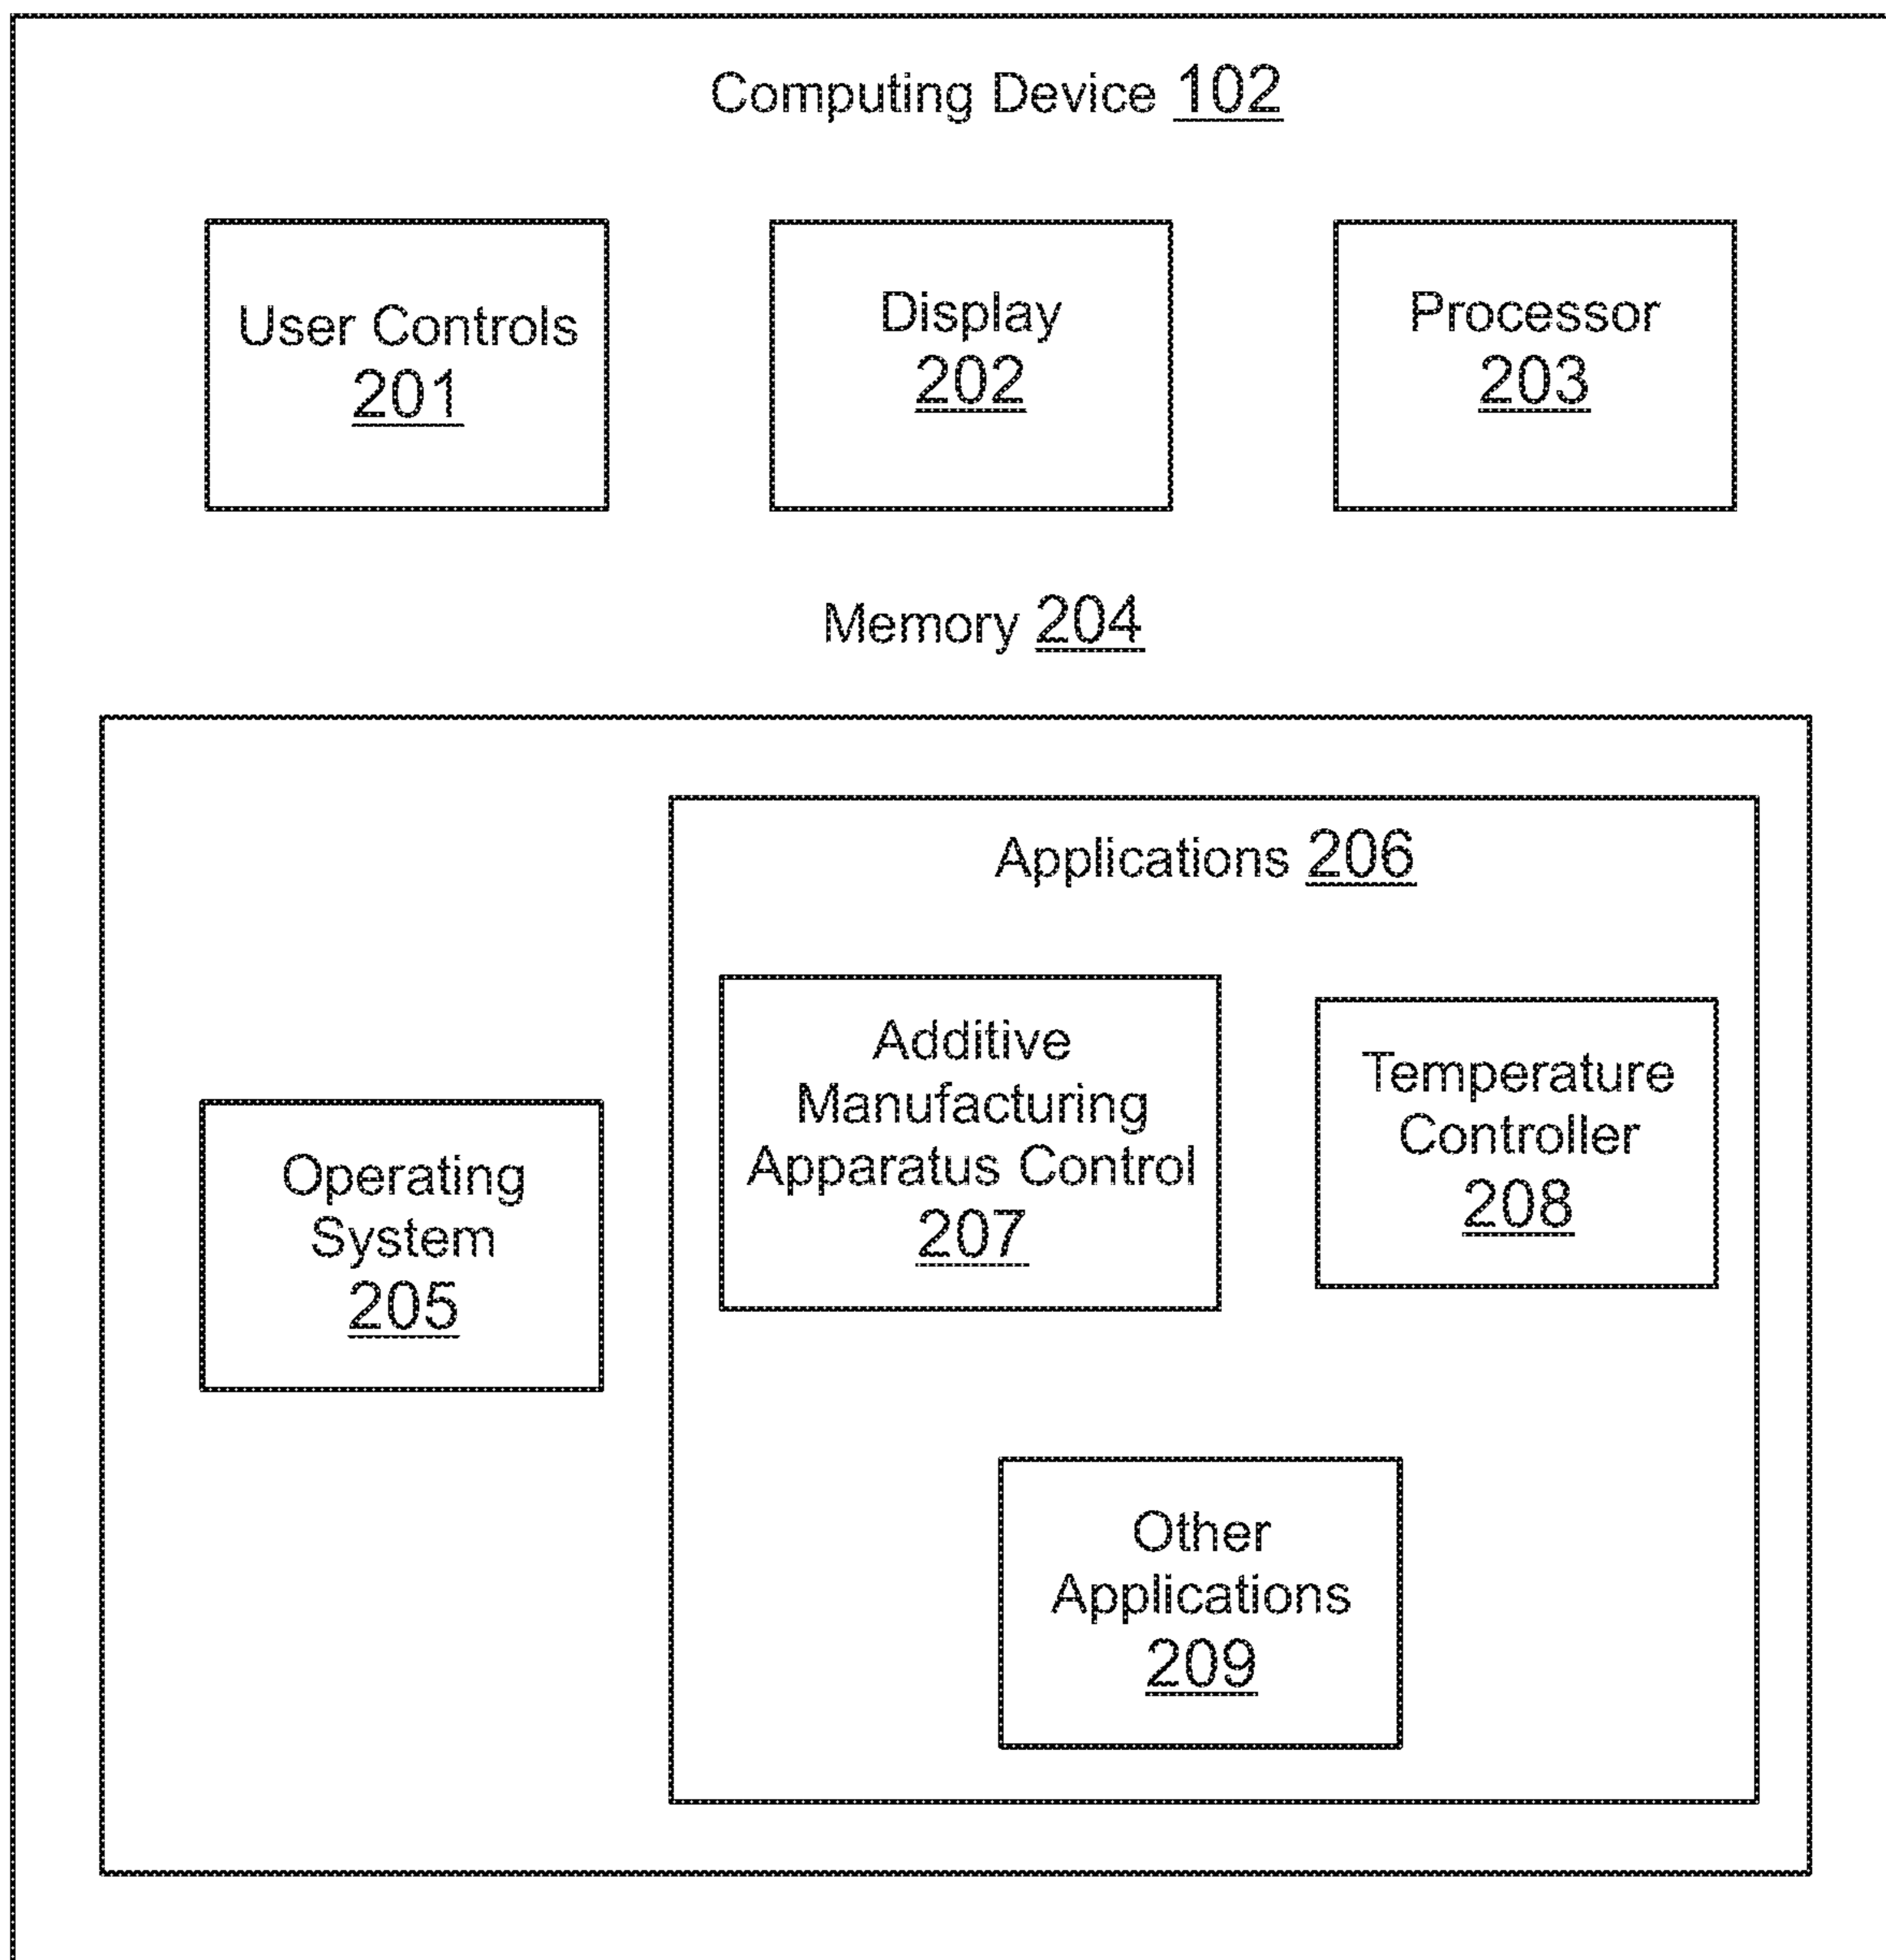 Computing Device 102
User Controls
201
Display
202
Processor
203
Memory 204
Applications 206
Additive
Manufacturing
Apparatus Control
207
Temperature
Controller
208
Operating
System
205
Other
Applications
209